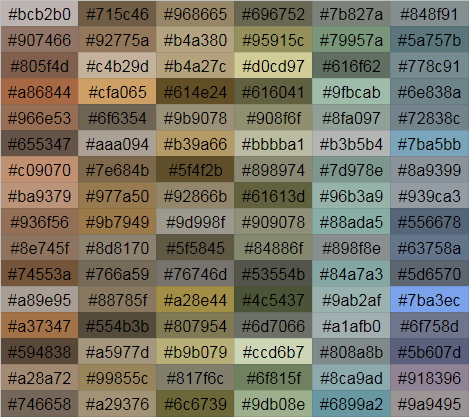 #bcb2b0 #715c46 #968665 #696752 #7b827a #848f91
#907466 #92775a #b4a380 #95915c #79957a #5a757b
#805f4d #c4b29d #b4a27c #d0cd97 #616f62 #778c91
#a86844 #cfa065 #614e24 #616041 #9fbcab #6e838a
#966e53 #6f6354 #9b9078 #908f6f #8fa097 #72838c
#655347 #aaa094 #b39a66 #bbbba1 #b3b5b4 #7ba5bb
#c09070 #7e684b #5f4f2b #898974 #7d978e #8a9399
#ba9379 #977a50 #92866b #61613d #96b3a9 #939ca3
#936f56 #9b7949 #9d998f #909078 #88ada5 #556678
#8e745f #8d8170 #5f5845 #84886f #898f8e #63758a
#74553a #766a59 #76746d #53554b #84a7a3 #5d6570
#a89e95 #88785f #a28e44 #4c5437 #9ab2af #7ba3ec
#a37347 #554b3b #807954 #6d7066 #a1afb0 #6f758d
#594838 #a5977d #b9b079 #ccd6b7 #808a8b #5b607d
#a28a72 #99855c #817f6c #6f815f #8ca9ad #918396
#746658 #a29376 #6c6739 #9db08e #6899a2 #9a9495